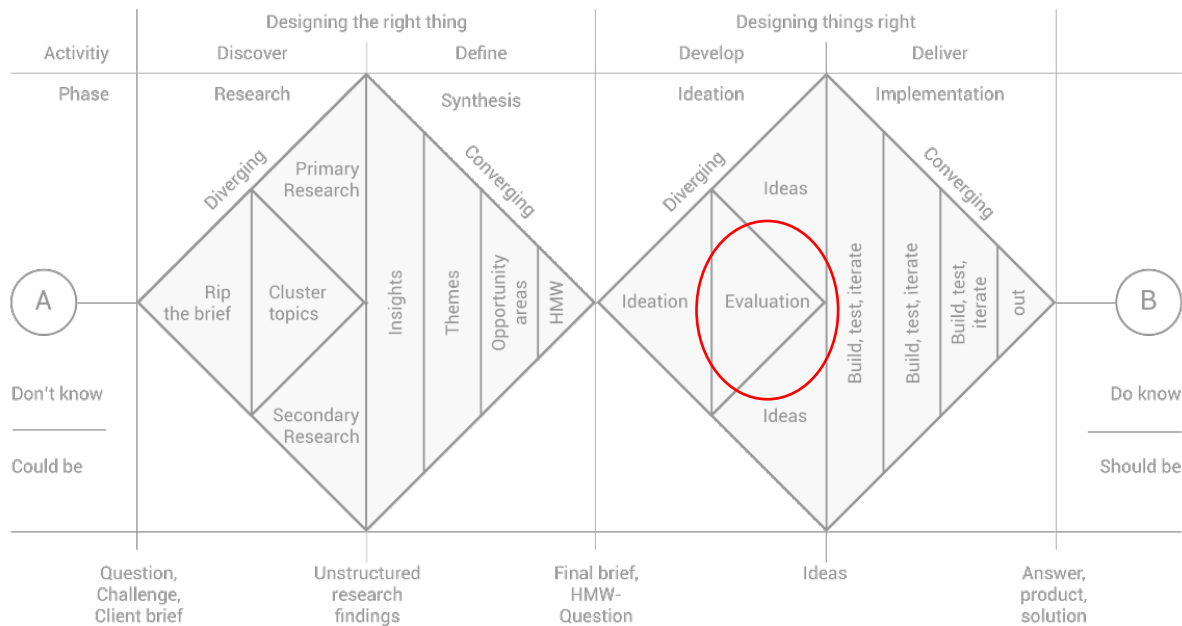 Designing the right thing
Designing things right
Activitiy
Discover
Define
Develop
Deliver
Phase
Research
Synthesis
Ideation
Implementation
Diverging
Converging
Diverging
Converging
Primary
Research
Ideas
A
Rip
the brief
Cluster
topics
Insights
Themes
Opportunity
areas
HMW
Ideation
Evaluation
Build, test, iterate
Build, test, iterate
Build, test,
iterate
out
B
Secondary
Research
Ideas
Don't know
Could be
Do know
Should be
Question,
Challenge,
Client brief
Unstructured
research
findings
Final brief,
HMW-
Question
Ideas
Answer,
product,
solution